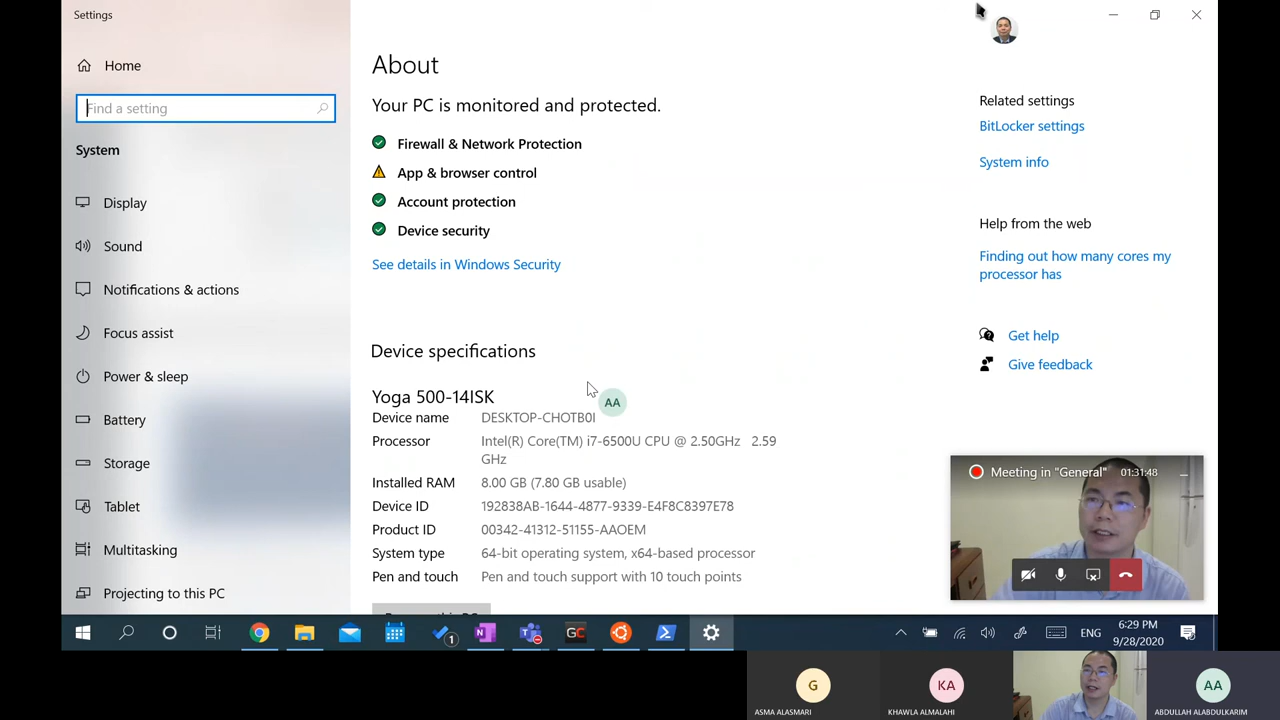 Settings
Home
Find a setting
System
Display
Sound
Notifications & actions
Focus assist
Power & sleep
Battery
Storage
Tablet
Multitasking
Projecting to this PC
About
Your PC is monitored and protected.
Firewall & Network Protection
App & browser control
Account protection
Device security
See details in Windows Security
Device specifications
Yoga 500-14ISK
AA
Device name DESKTOP-CHOTB0I
Processor Intel(R) Core(TM) i7-6500U CPU @ 2.50GHz 2.59
GHz
Installed RAM 8.00 GB (7.80 GB usable)
Device ID 192838AB-1644-4877-9339-E4F8C8397E78
Product ID 00342-41312-51155-AAOEM
System type 64-bit operating system, x64-based processor
Pen and touch Pen and touch support with 10 touch points
Related settings
BitLocker settings
System info
Help from the web
Finding out how many cores my
processor has
Get help
Give feedback
Meeting in "General" 01:31:48
1
GC
ENG
6:29 PM
9/28/2020
G
ASMA ALASMARI
KA
KHAWLA ALMALAHI
AA
ABDULLAH ALABDULKARIM